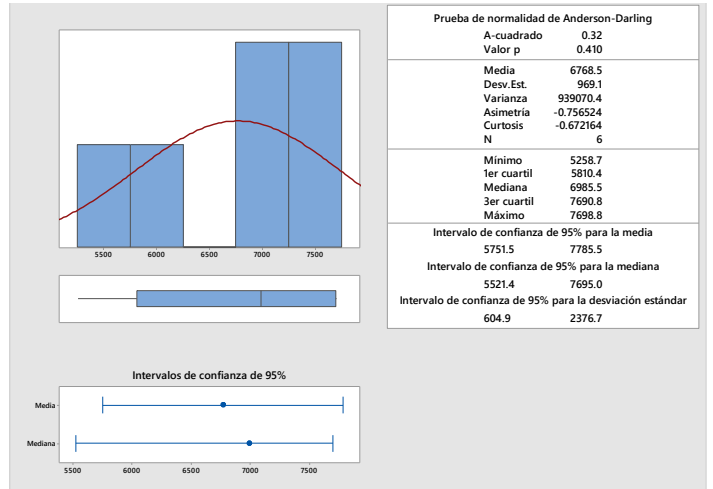 Prueba de normalidad de Anderson-Darling
A-cuadrado 0.32
Valor p 0.410
Media 6768.5
Desv.Est. 969.1
Varianza 939070.4
Asimetría -0.756524
Curtosis -0.672164
N 6
Mínimo 5258.7
1er cuartil 5810.4
Mediana 6985.5
3er cuartil 7690.8
Máximo 7698.8
Intervalo de confianza de 95% para la media
5751.5 7785.5
Intervalo de confianza de 95% para la mediana
5521.4 7695.0
Intervalo de confianza de 95% para la desviación estándar
604.9 2376.7
5500 6000 6500 7000 7500
Intervalos de confianza de 95%
Media
Mediana
5500 6000 6500 7000 7500